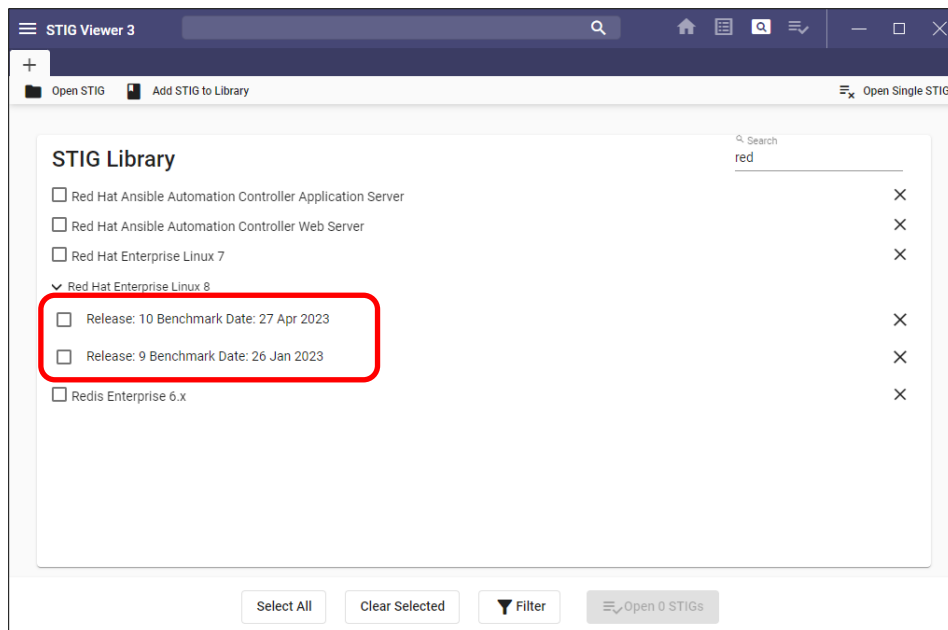 STIG Viewer 3
+
Open STIG Add STIG to Library Open Single STIG
STIG Library
Search
red
Red Hat Ansible Automation Controller Application Server
Red Hat Ansible Automation Controller Web Server
Red Hat Enterprise Linux 7
Red Hat Enterprise Linux 8
Release: 10 Benchmark Date: 27 Apr 2023
Release: 9 Benchmark Date: 26 Jan 2023
Redis Enterprise 6.x
Select All Clear Selected Filter Open 0 STIGs